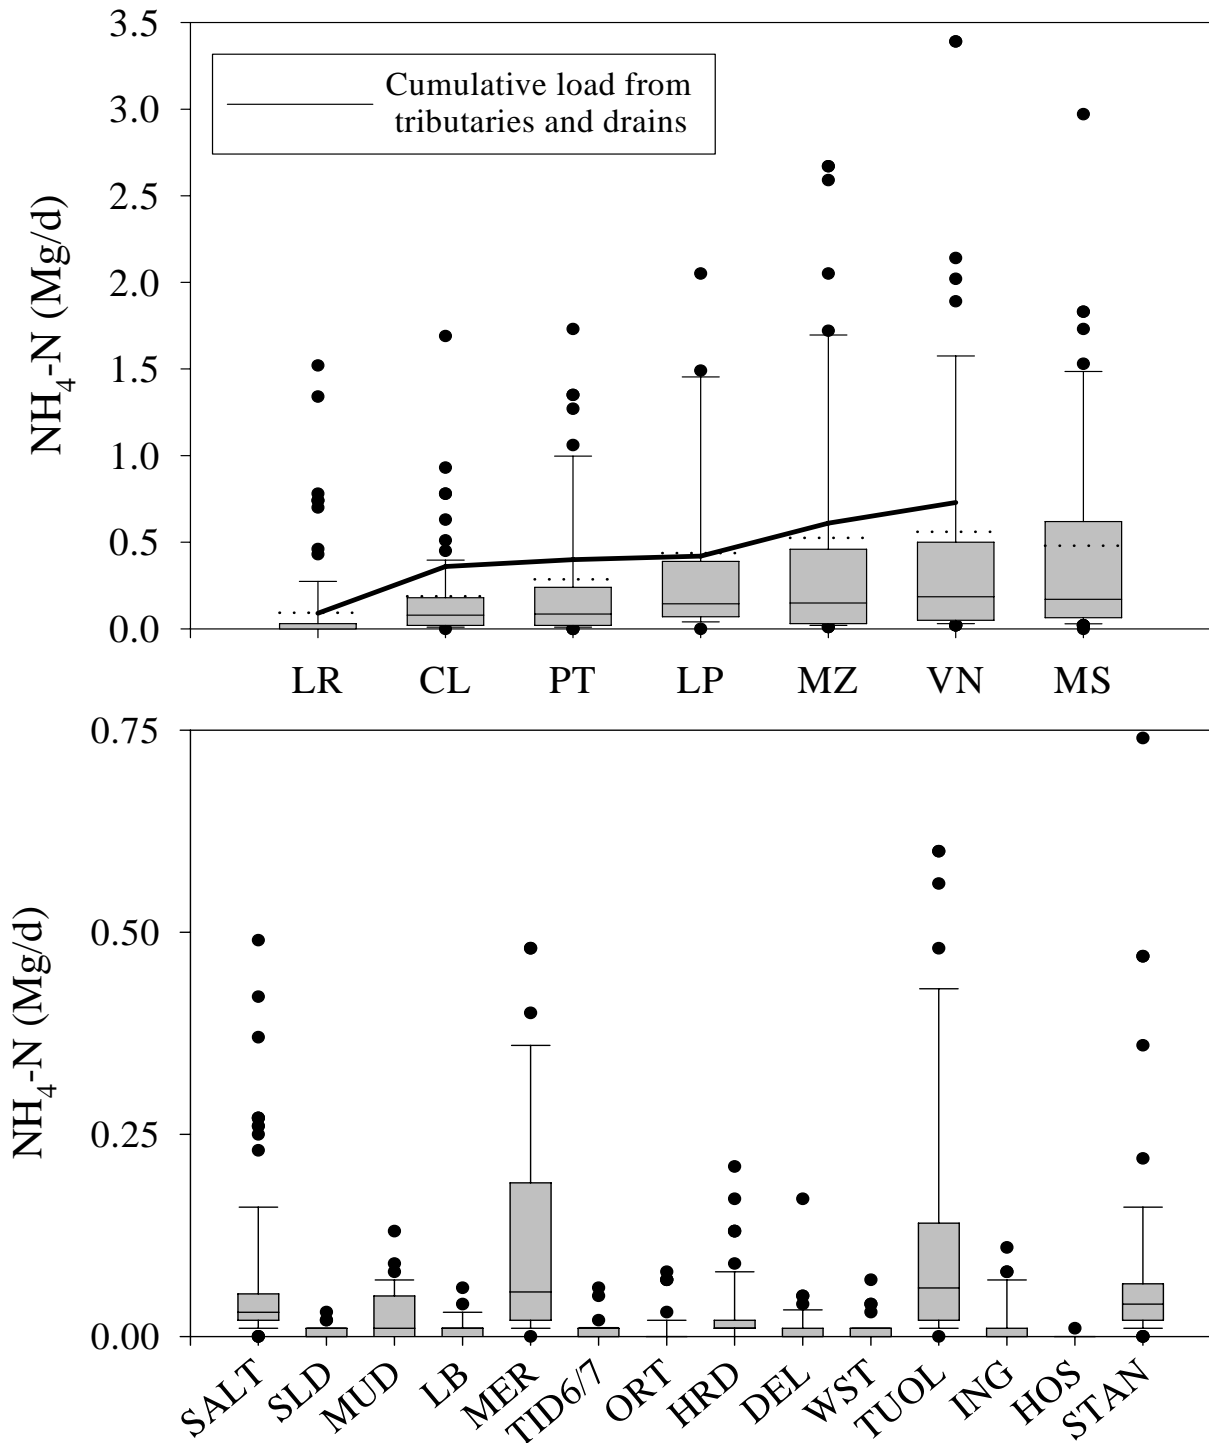 3.5
3.0
2.5
2.0
1.5
1.0
0.5
0.0
NH4-N (Mg/d)
Cumulative load from
tributaries and drains
LR CL PT LP MZ VN MS
0.75
0.50
0.25
0.00
NH4-N (Mg/d)
SALT SLD MUD LB MER TID6/7 ORT HRD DEL WST TUOL ING HOS STAN